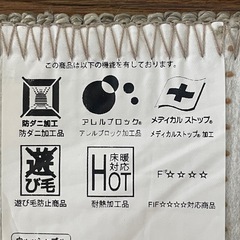 この商品は以下の機能を有しております。
防ダニ加工 アレルブロック® メディカル ストップ®
防ダニ加工品 アレルブロック加工品 メディカルストップ® 加工
遊び毛 床暖対応 HOT F☆☆☆☆
遊び毛防止商品 耐熱加工品 F☆☆☆☆対応商品